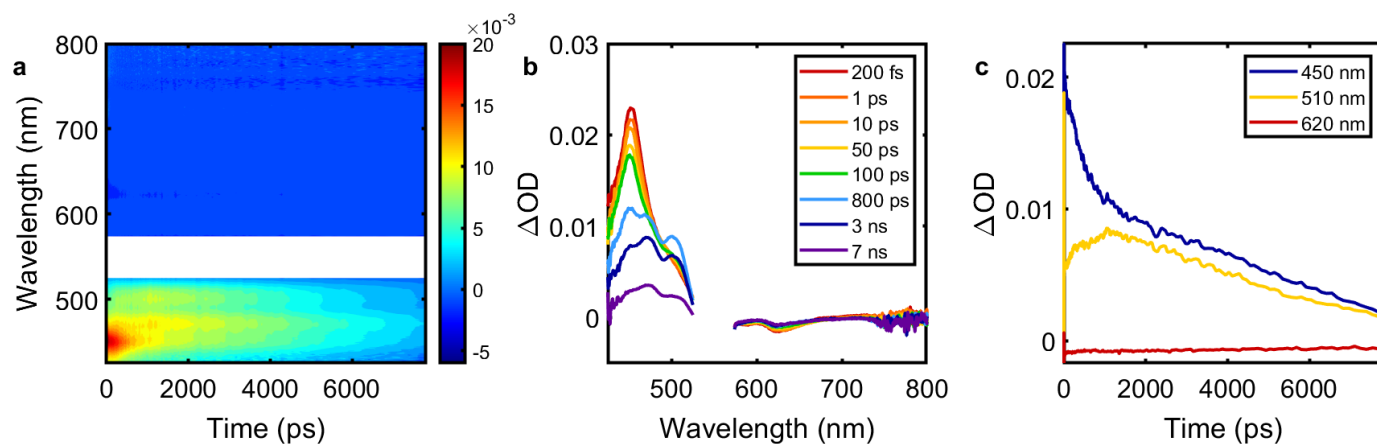 a
Wavelength (nm)
800
700
600
500
0
2000
4000
6000
Time (ps)
×10⁻³
20
15
10
5
0
-5
b
ΔOD
0.03
0.02
0.01
0
500
600
700
800
Wavelength (nm)
200 fs
1 ps
10 ps
50 ps
100 ps
800 ps
3 ns
7 ns
c
ΔOD
0.02
0.01
0
0
2000
4000
6000
Time (ps)
450 nm
510 nm
620 nm